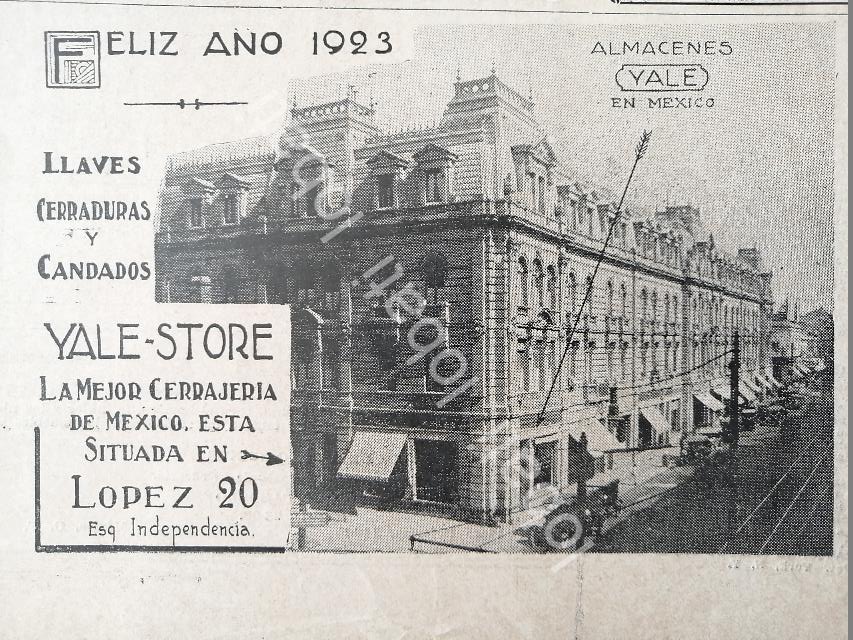 FELIZ AÑO 1923
ALMACENES
YALE
EN MEXICO
LLAVES
CERRADURAS
Y
CANDADOS
YALE-STORE
LA MEJOR CERRAJERIA
DE MEXICO. ESTA
SITUADA EN
LOPEZ 20
Esq Independencia.